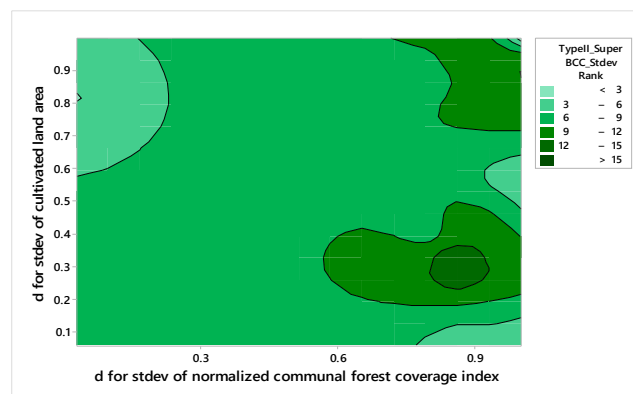 TypeII_Super
BCC_Stdev
Rank
< 3
3 – 6
6 – 9
9 – 12
12 – 15
> 15
d for stdev of cultivated land area
0.9
0.8
0.7
0.6
0.5
0.4
0.3
0.2
0.1
0.3 0.6 0.9
d for stdev of normalized communal forest coverage index